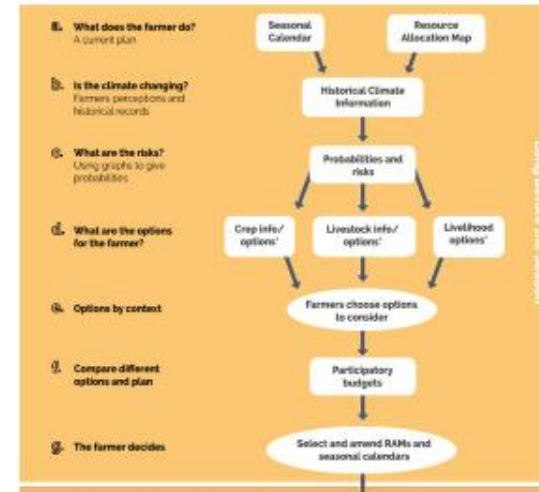 a. What does the farmer do?
A current plan
Seasonal
Calendar
Resource
Allocation Map
b. Is the climate changing?
Farmers perceptions and
historical records
Historical Climate
Information
c. What are the risks?
Using graphs to give
probabilities
Probabilities and
risks
d. What are the options
for the farmer?
Crop info/
options*
Livestock info/
options*
Livelihood
options*
e. Options by context
Farmers choose options
to consider
f. Compare different
options and plan
Participatory
budgets
g. The farmer decides
Select and amend RAMs and
seasonal calendars